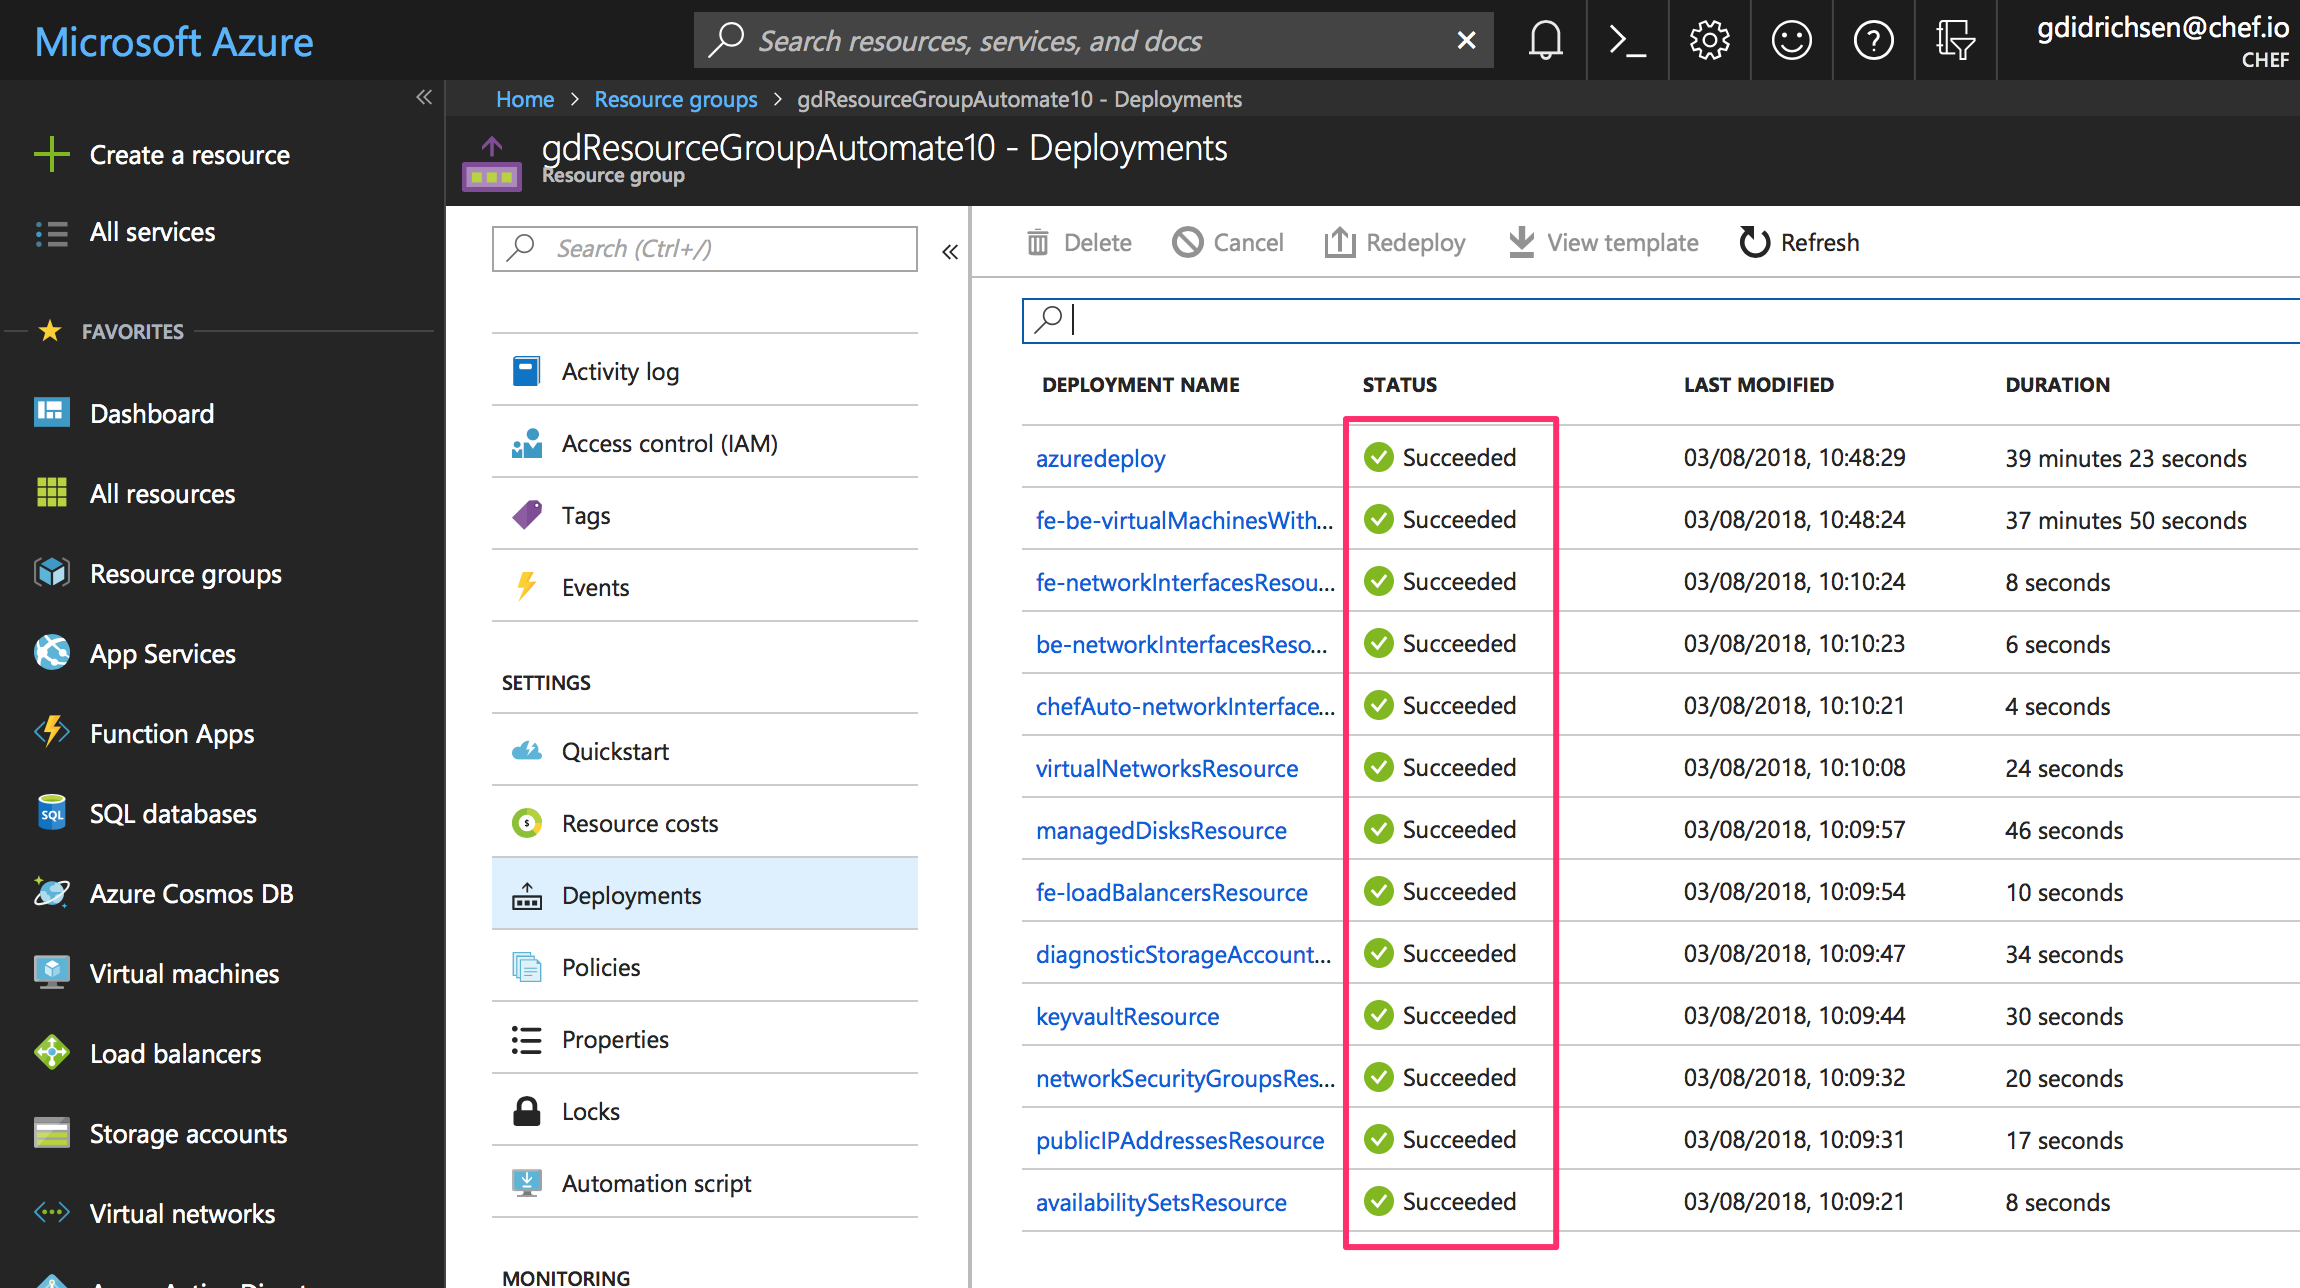 Microsoft Azure
Search resources, services, and docs
gdidrichsen@chef.io
CHEF
Home > Resource groups > gdResourceGroupAutomate10 - Deployments
gdResourceGroupAutomate10 - Deployments
Resource group
Create a resource
All services
FAVORITES
Dashboard
All resources
Resource groups
App Services
Function Apps
SQL databases
Azure Cosmos DB
Virtual machines
Load balancers
Storage accounts
Virtual networks
Search (Ctrl+/)
Activity log
Access control (IAM)
Tags
Events
SETTINGS
Quickstart
Resource costs
Deployments
Policies
Properties
Locks
Automation script
MONITORING
Delete Cancel Redeploy View template Refresh
DEPLOYMENT NAME STATUS LAST MODIFIED DURATION
azuredeploy Succeeded 03/08/2018, 10:48:29 39 minutes 23 seconds
fe-be-virtualMachinesWith... Succeeded 03/08/2018, 10:48:24 37 minutes 50 seconds
fe-networkInterfacesResou... Succeeded 03/08/2018, 10:10:24 8 seconds
be-networkInterfacesReso... Succeeded 03/08/2018, 10:10:23 6 seconds
chefAuto-networkInterface... Succeeded 03/08/2018, 10:10:21 4 seconds
virtualNetworksResource Succeeded 03/08/2018, 10:10:08 24 seconds
managedDisksResource Succeeded 03/08/2018, 10:09:57 46 seconds
fe-loadBalancersResource Succeeded 03/08/2018, 10:09:54 10 seconds
diagnosticStorageAccount... Succeeded 03/08/2018, 10:09:47 34 seconds
keyvaultResource Succeeded 03/08/2018, 10:09:44 30 seconds
networkSecurityGroupsRes... Succeeded 03/08/2018, 10:09:32 20 seconds
publicIPAddressesResource Succeeded 03/08/2018, 10:09:31 17 seconds
availabilitySetsResource Succeeded 03/08/2018, 10:09:21 8 seconds